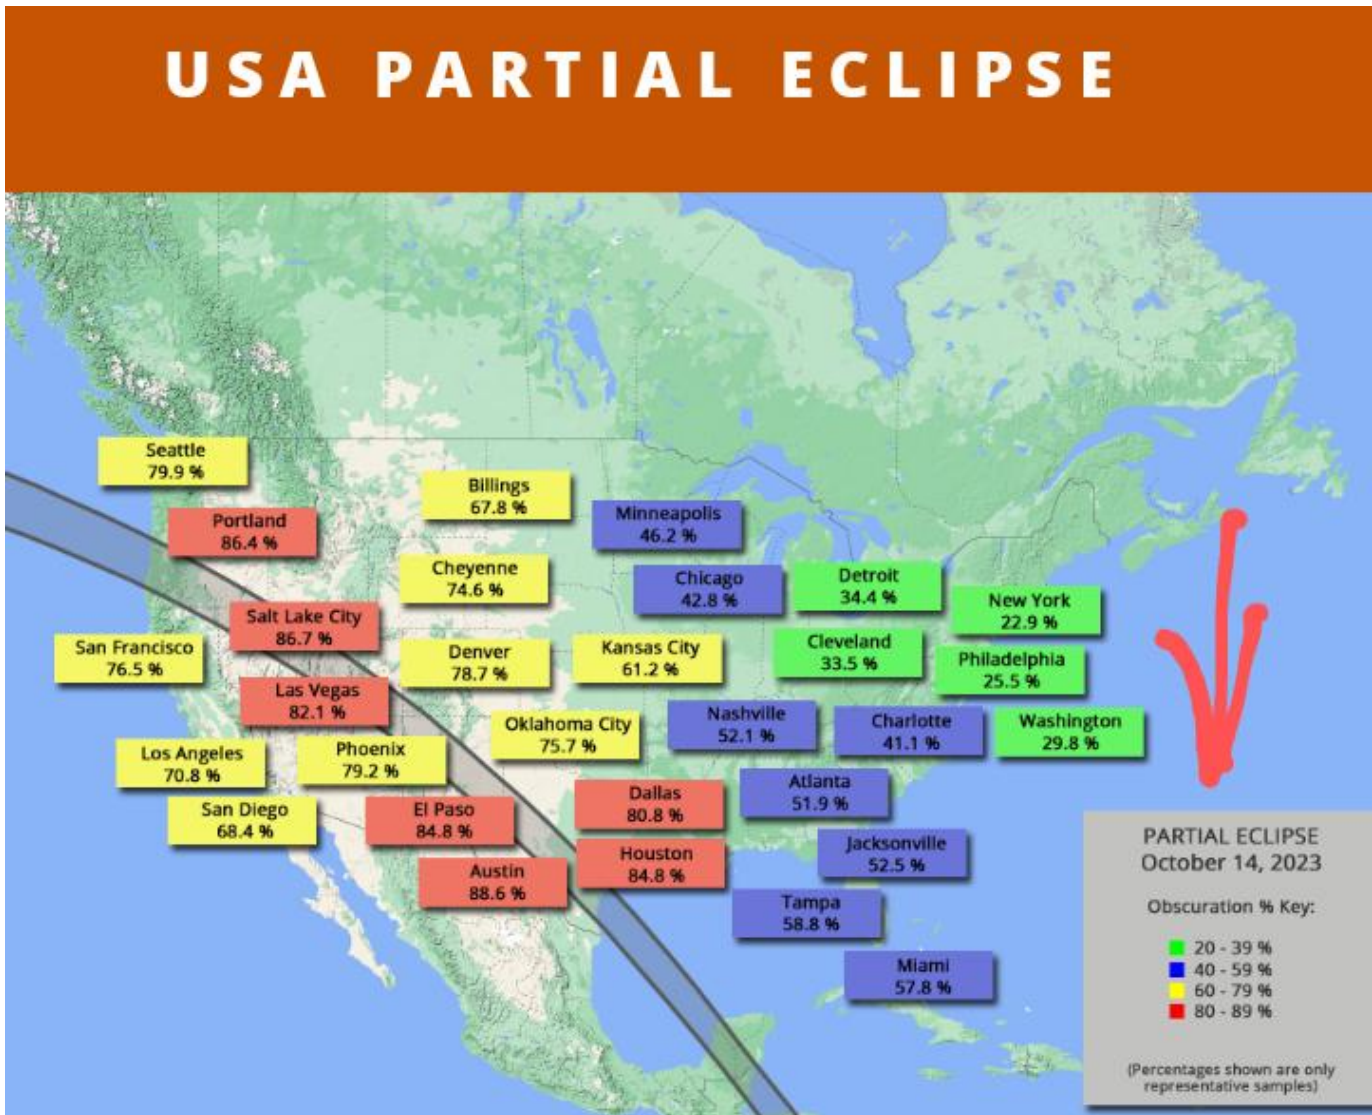 USA PARTIAL ECLIPSE
Seattle
79.9 %
Portland
86.4 %
Billings
67.8 %
Minneapolis
46.2 %
Cheyenne
74.6 %
Chicago
42.8 %
Detroit
34.4 %
New York
22.9 %
Salt Lake City
86.7 %
San Francisco
76.5 %
Denver
78.7 %
Kansas City
61.2 %
Cleveland
33.5 %
Philadelphia
25.5 %
Las Vegas
82.1 %
Oklahoma City
75.7 %
Nashville
52.1 %
Charlotte
41.1 %
Washington
29.8 %
Los Angeles
70.8 %
Phoenix
79.2 %
San Diego
68.4 %
El Paso
84.8 %
Dallas
80.8 %
Atlanta
51.9 %
Austin
88.6 %
Houston
84.8 %
Jacksonville
52.5 %
Tampa
58.8 %
Miami
57.8 %
PARTIAL ECLIPSE
October 14, 2023
Obscuration % Key:
20 - 39 %
40 - 59 %
60 - 79 %
80 - 89 %
(Percentages shown are only
representative samples)